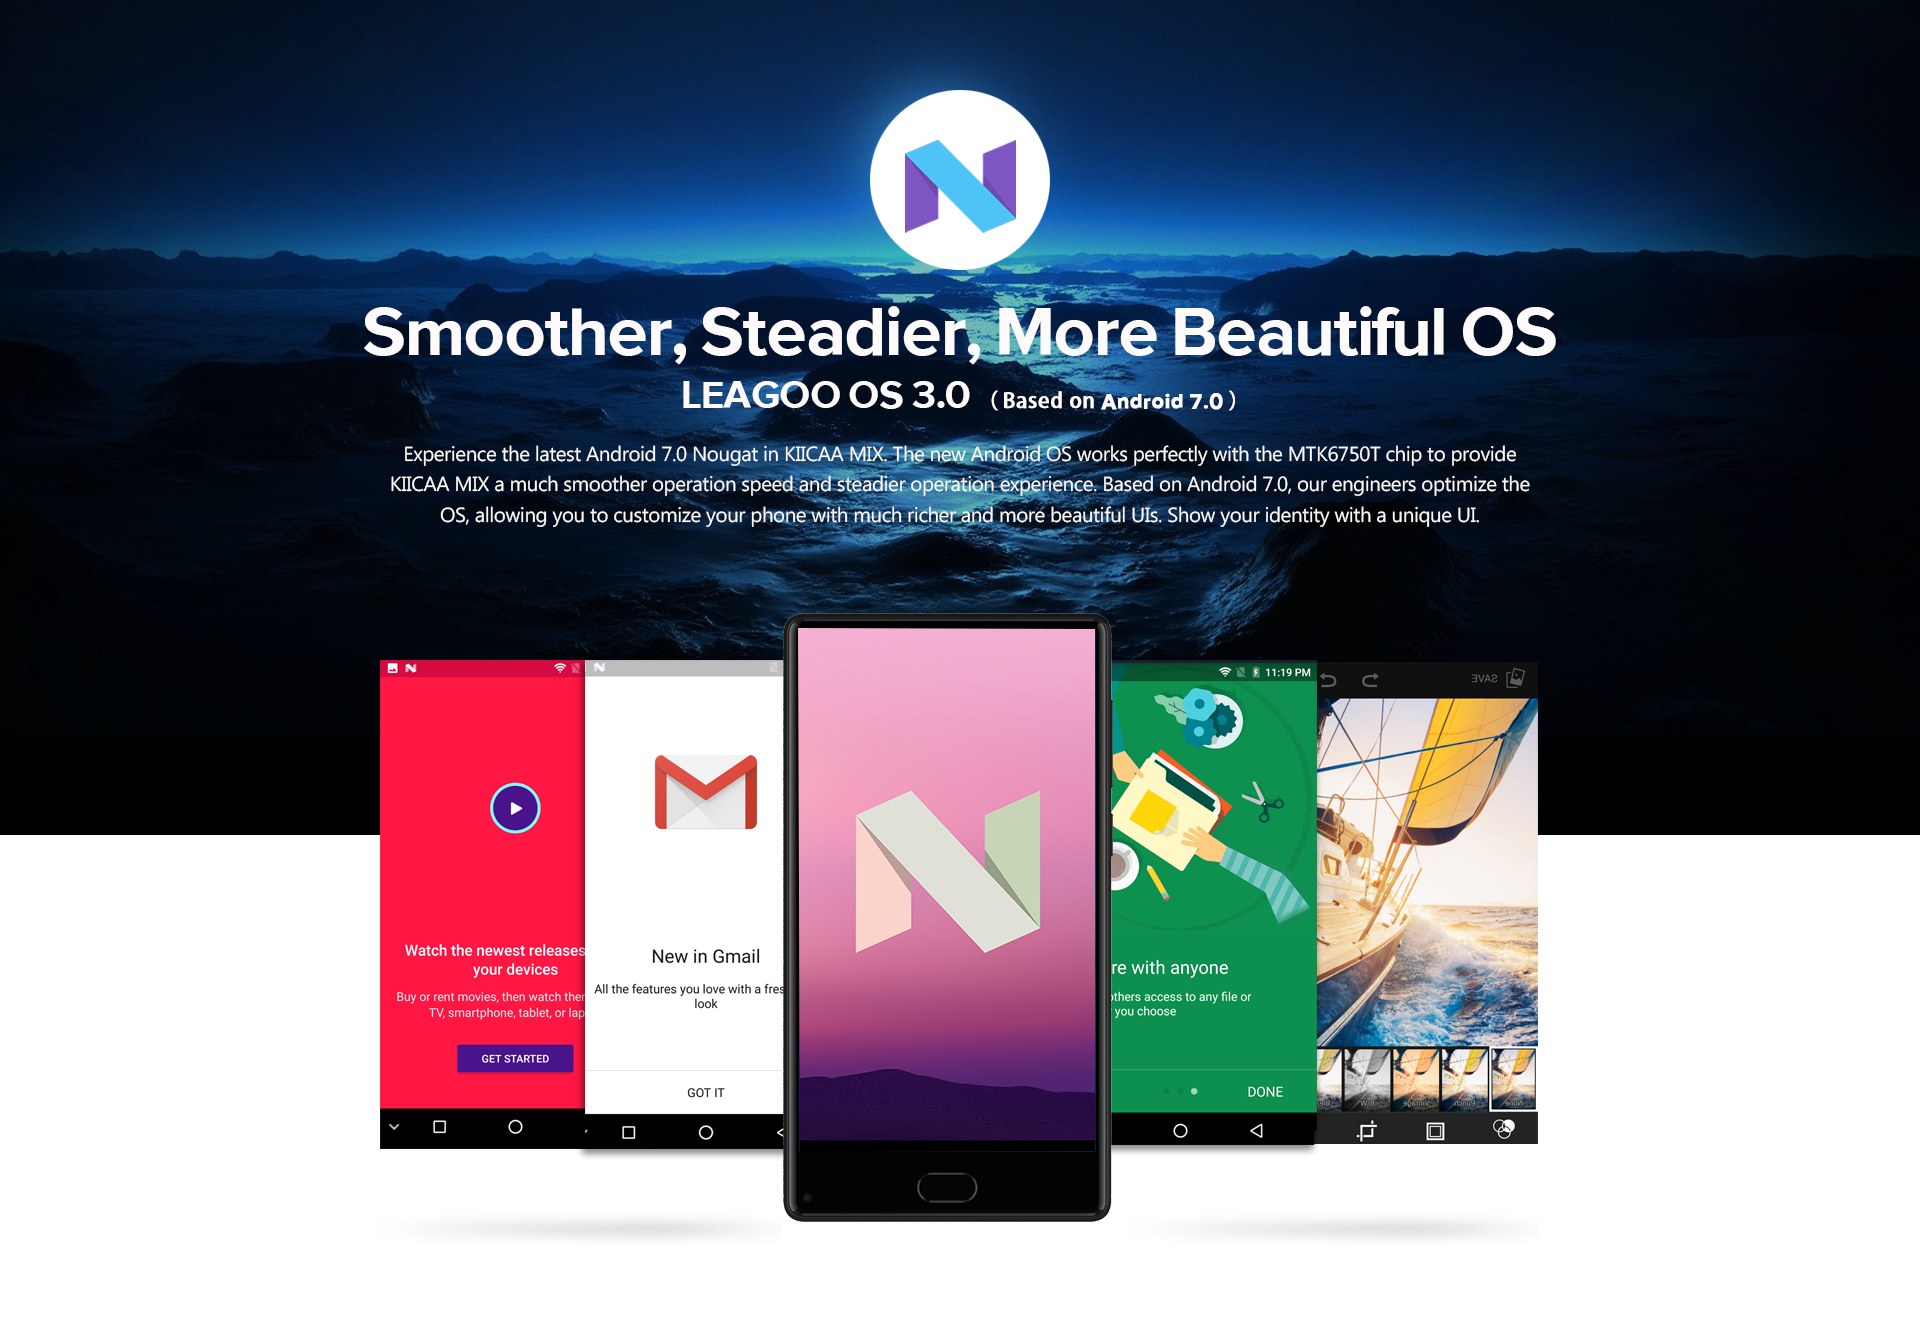 Smoother, Steadier, More Beautiful OS
LEAGOO OS 3.0 (Based on Android 7.0)
Experience the latest Android 7.0 Nougat in KIICAA MIX. The new Android OS works perfectly with the MTK6750T chip to provide
KIICAA MIX a much smoother operation speed and steadier operation experience. Based on Android 7.0, our engineers optimize the
OS, allowing you to customize your phone with much richer and more beautiful UIs. Show your identity with a unique UI.
Watch the newest releases
your devices
Buy or rent movies, then watch
TV, smartphone, tablet, or lap
GET STARTED
New in Gmail
All the features you love with a fres
look
GOT IT
11:19 PM
re with anyone
others access to any file or
you choose
DONE
SAVE
B/W
Vintage
Punch
None